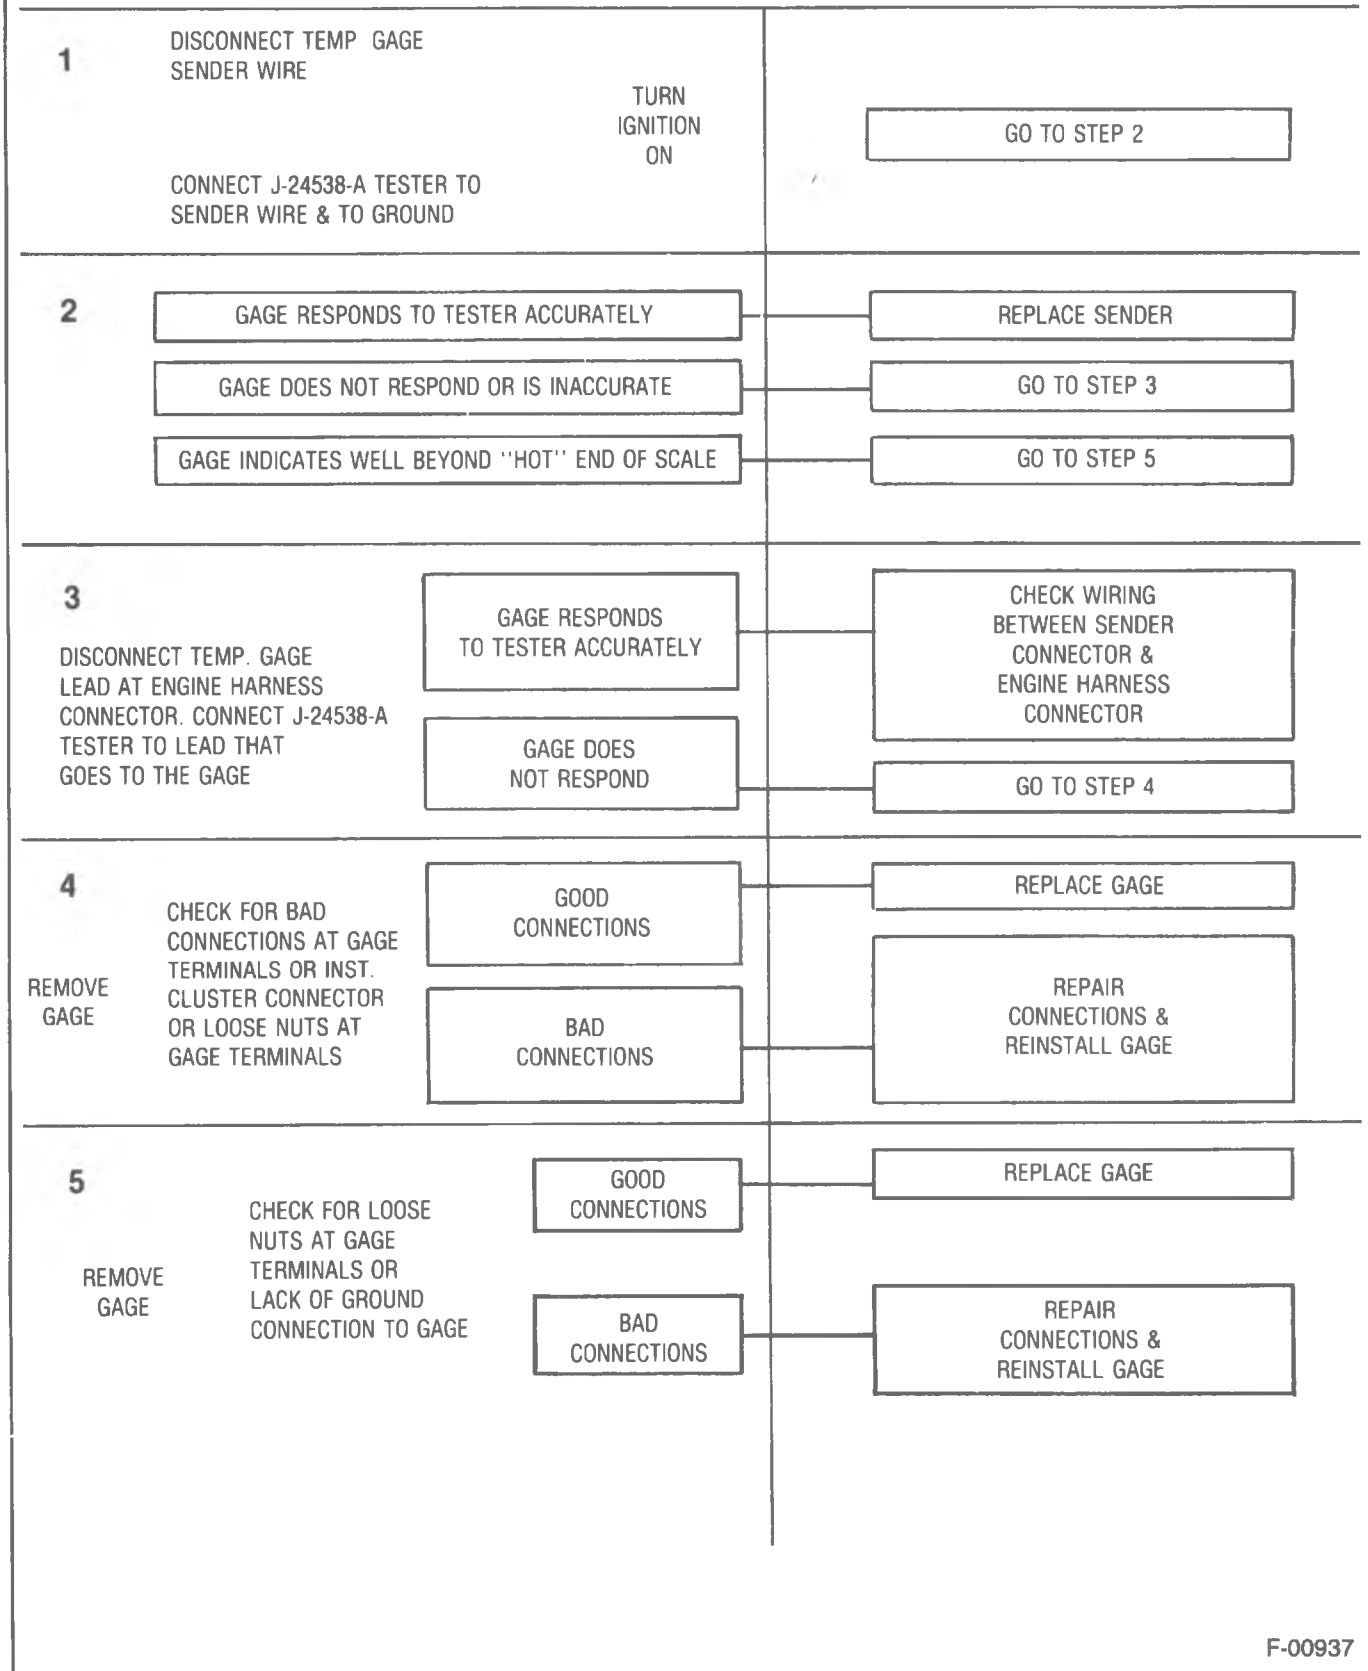 1
DISCONNECT TEMP GAGE
SENDER WIRE
TURN
IGNITION
ON
CONNECT J-24538-A TESTER TO
SENDER WIRE & TO GROUND
GO TO STEP 2
2
GAGE RESPONDS TO TESTER ACCURATELY
REPLACE SENDER
GAGE DOES NOT RESPOND OR IS INACCURATE
GO TO STEP 3
GAGE INDICATES WELL BEYOND "HOT" END OF SCALE
GO TO STEP 5
3
DISCONNECT TEMP. GAGE
LEAD AT ENGINE HARNESS
CONNECTOR. CONNECT J-24538-A
TESTER TO LEAD THAT
GOES TO THE GAGE
GAGE RESPONDS
TO TESTER ACCURATELY
CHECK WIRING
BETWEEN SENDER
CONNECTOR &
ENGINE HARNESS
CONNECTOR
GAGE DOES
NOT RESPOND
GO TO STEP 4
4
REMOVE
GAGE
CHECK FOR BAD
CONNECTIONS AT GAGE
TERMINALS OR INST.
CLUSTER CONNECTOR
OR LOOSE NUTS AT
GAGE TERMINALS
GOOD
CONNECTIONS
REPLACE GAGE
BAD
CONNECTIONS
REPAIR
CONNECTIONS &
REINSTALL GAGE
5
REMOVE
GAGE
CHECK FOR LOOSE
NUTS AT GAGE
TERMINALS OR
LACK OF GROUND
CONNECTION TO GAGE
GOOD
CONNECTIONS
REPLACE GAGE
BAD
CONNECTIONS
REPAIR
CONNECTIONS &
REINSTALL GAGE
F-00937